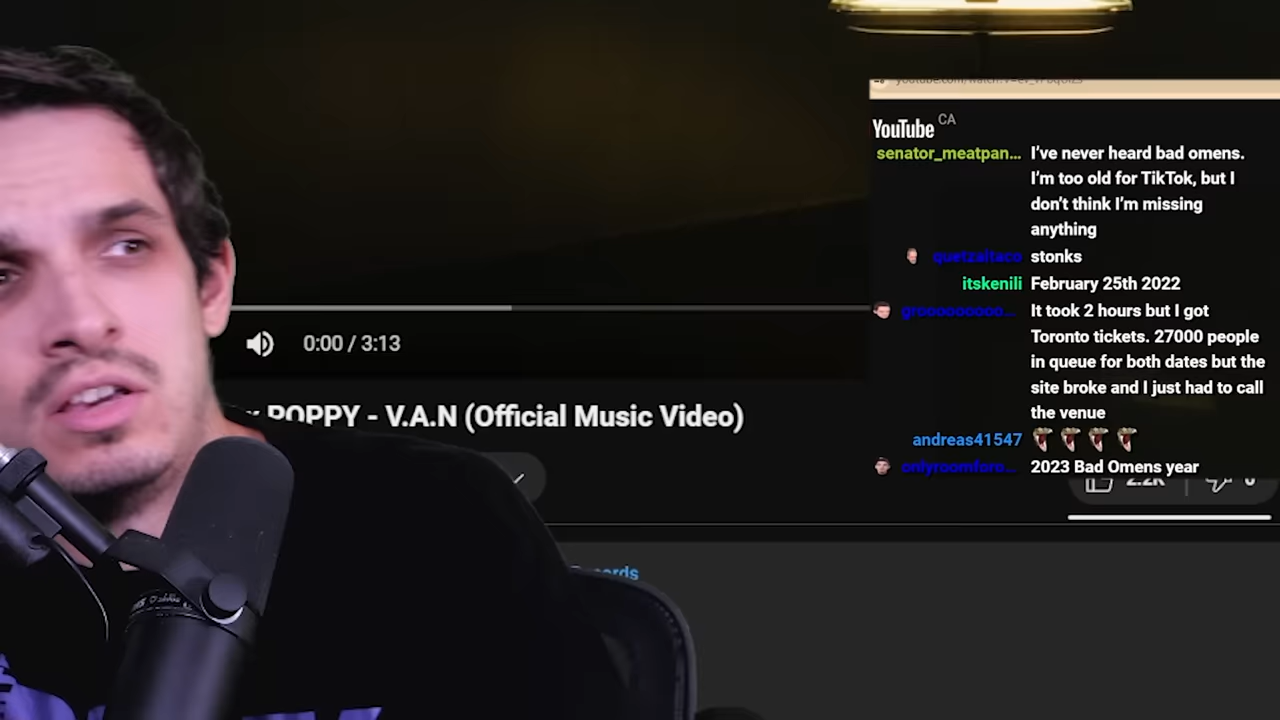 YouTube CA
senator_meatpan... I've never heard bad omens.
I'm too old for TikTok, but I
don't think I'm missing
anything
quetzaltaco stonks
itskenili February 25th 2022
It took 2 hours but I got
Toronto tickets. 27000 people
in queue for both dates but the
site broke and I just had to call
the venue
andreas41547
2023 Bad Omens year
0:00 / 3:13
POPPY - V.A.N (Official Music Video)
2.2K